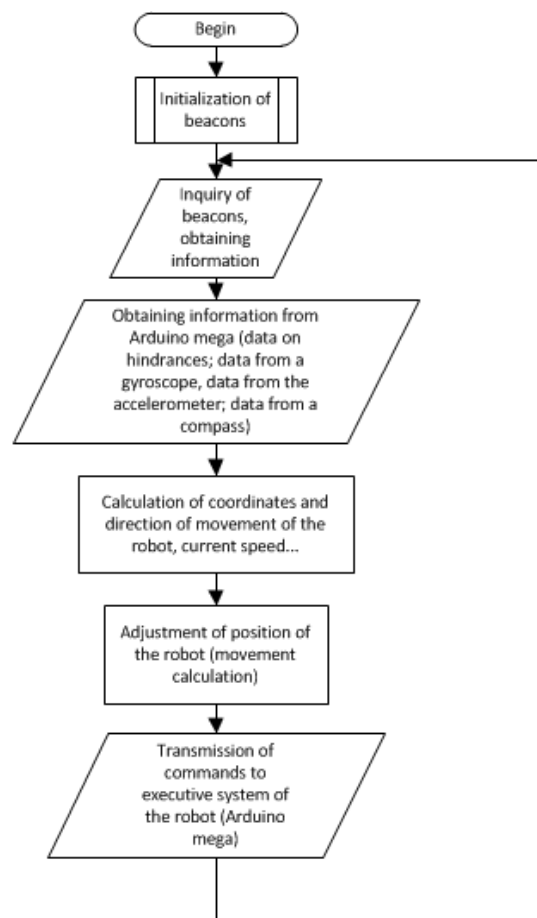 Begin
Initialization of
beacons
Inquiry of
beacons,
obtaining
information
Obtaining information from
Arduino mega (data on
hindrances; data from a
gyroscope, data from the
accelerometer; data from a
compass)
Calculation of coordinates and
direction of movement of the
robot, current speed...
Adjustment of position of
the robot (movement
calculation)
Transmission of
commands to
executive system of
the robot (Arduino
mega)